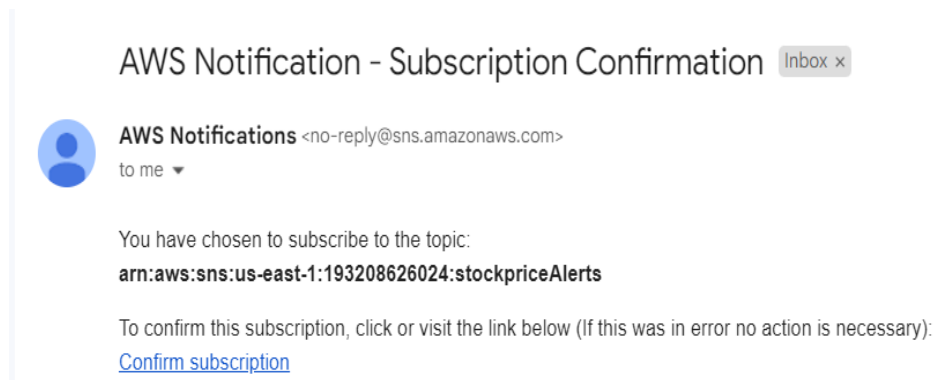 AWS Notification - Subscription Confirmation Inbox ×
AWS Notifications <no-reply@sns.amazonaws.com>
to me
You have chosen to subscribe to the topic:
arn:aws:sns:us-east-1:193208626024:stockpriceAlerts
To confirm this subscription, click or visit the link below (If this was in error no action is necessary):
Confirm subscription